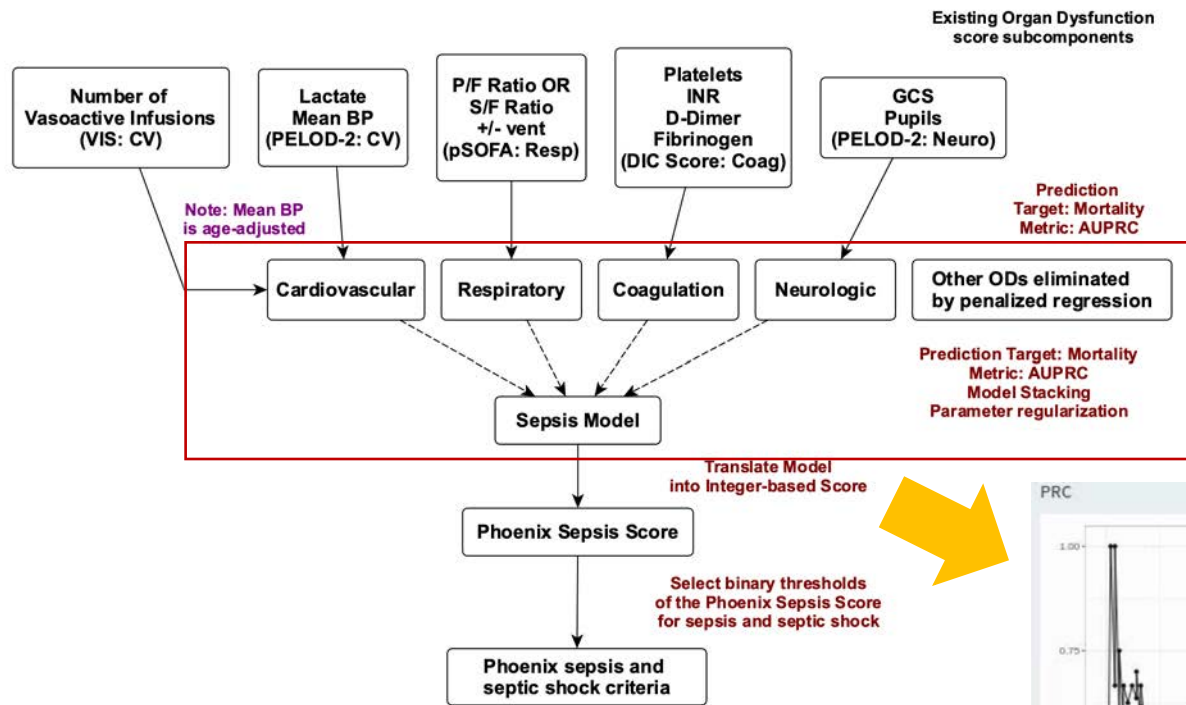 Existing Organ Dysfunction
score subcomponents
Number of
Vasoactive Infusions
(VIS: CV)
Lactate
Mean BP
(PELOD-2: CV)
P/F Ratio OR
S/F Ratio
+/- vent
(pSOFA: Resp)
Platelets
INR
D-Dimer
Fibrinogen
(DIC Score: Coag)
GCS
Pupils
(PELOD-2: Neuro)
Note: Mean BP
is age-adjusted
Prediction
Target: Mortality
Metric: AUPRC
Cardiovascular
Respiratory
Coagulation
Neurologic
Other ODs eliminated
by penalized regression
Prediction Target: Mortality
Metric: AUPRC
Model Stacking
Parameter regularization
Sepsis Model
Translate Model
into Integer-based Score
PRC
1.00
0.75
Phoenix Sepsis Score
Select binary thresholds
of the Phoenix Sepsis Score
for sepsis and septic shock
Phoenix sepsis and
septic shock criteria